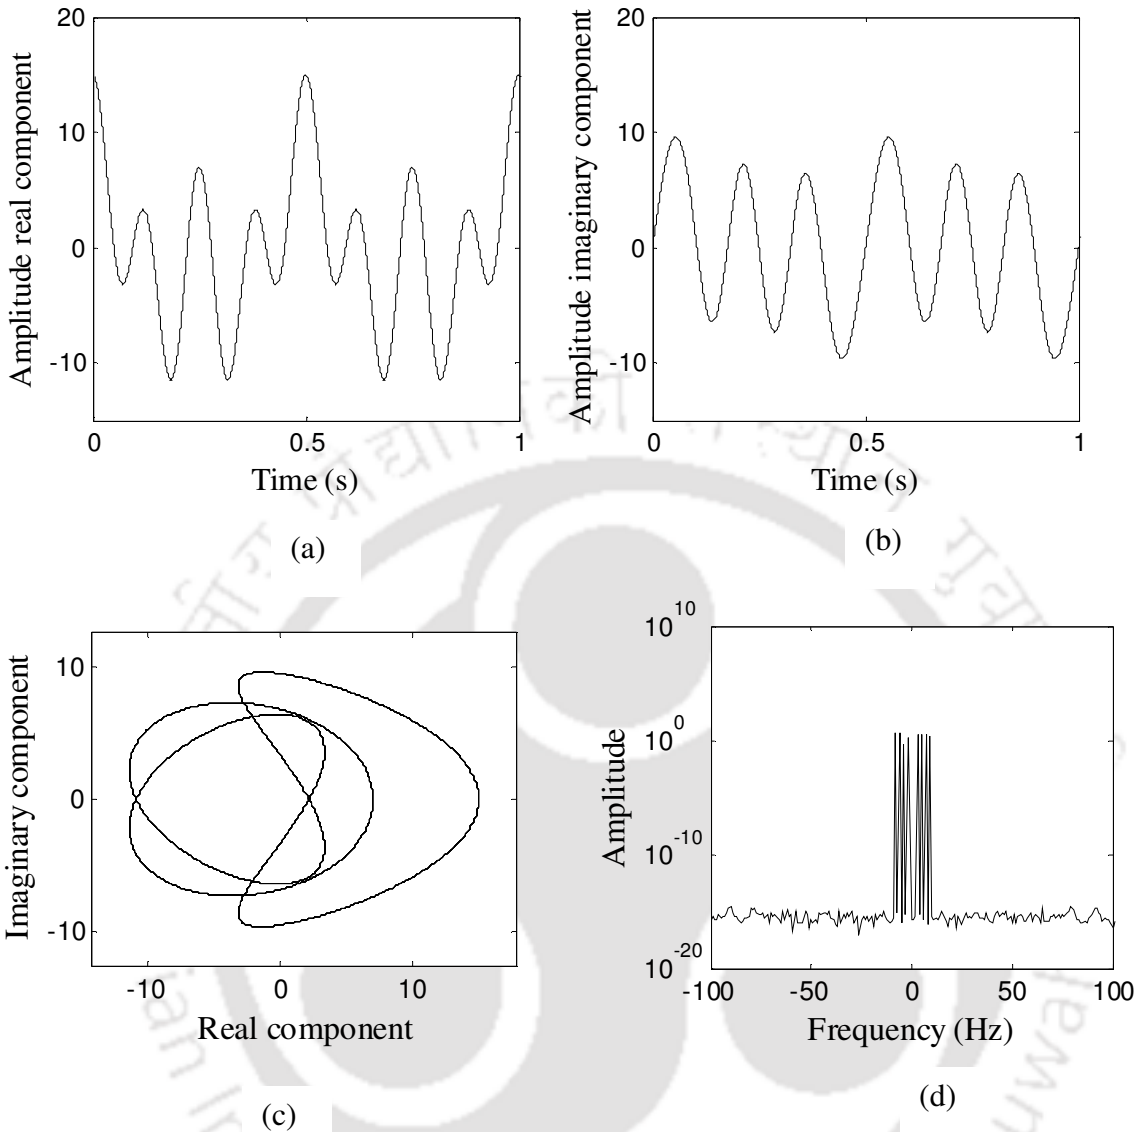 20
10
0
-10
0
0.5
1
Amplitude real component
Time (s)
(a)
20
10
0
-10
0
0.5
1
Amplitude imaginary component
Time (s)
(b)
10
0
-10
-10
0
10
Imaginary component
Real component
(c)
10^10
10^0
10^-10
10^-20
-100
-50
0
50
100
Amplitude
Frequency (Hz)
(d)